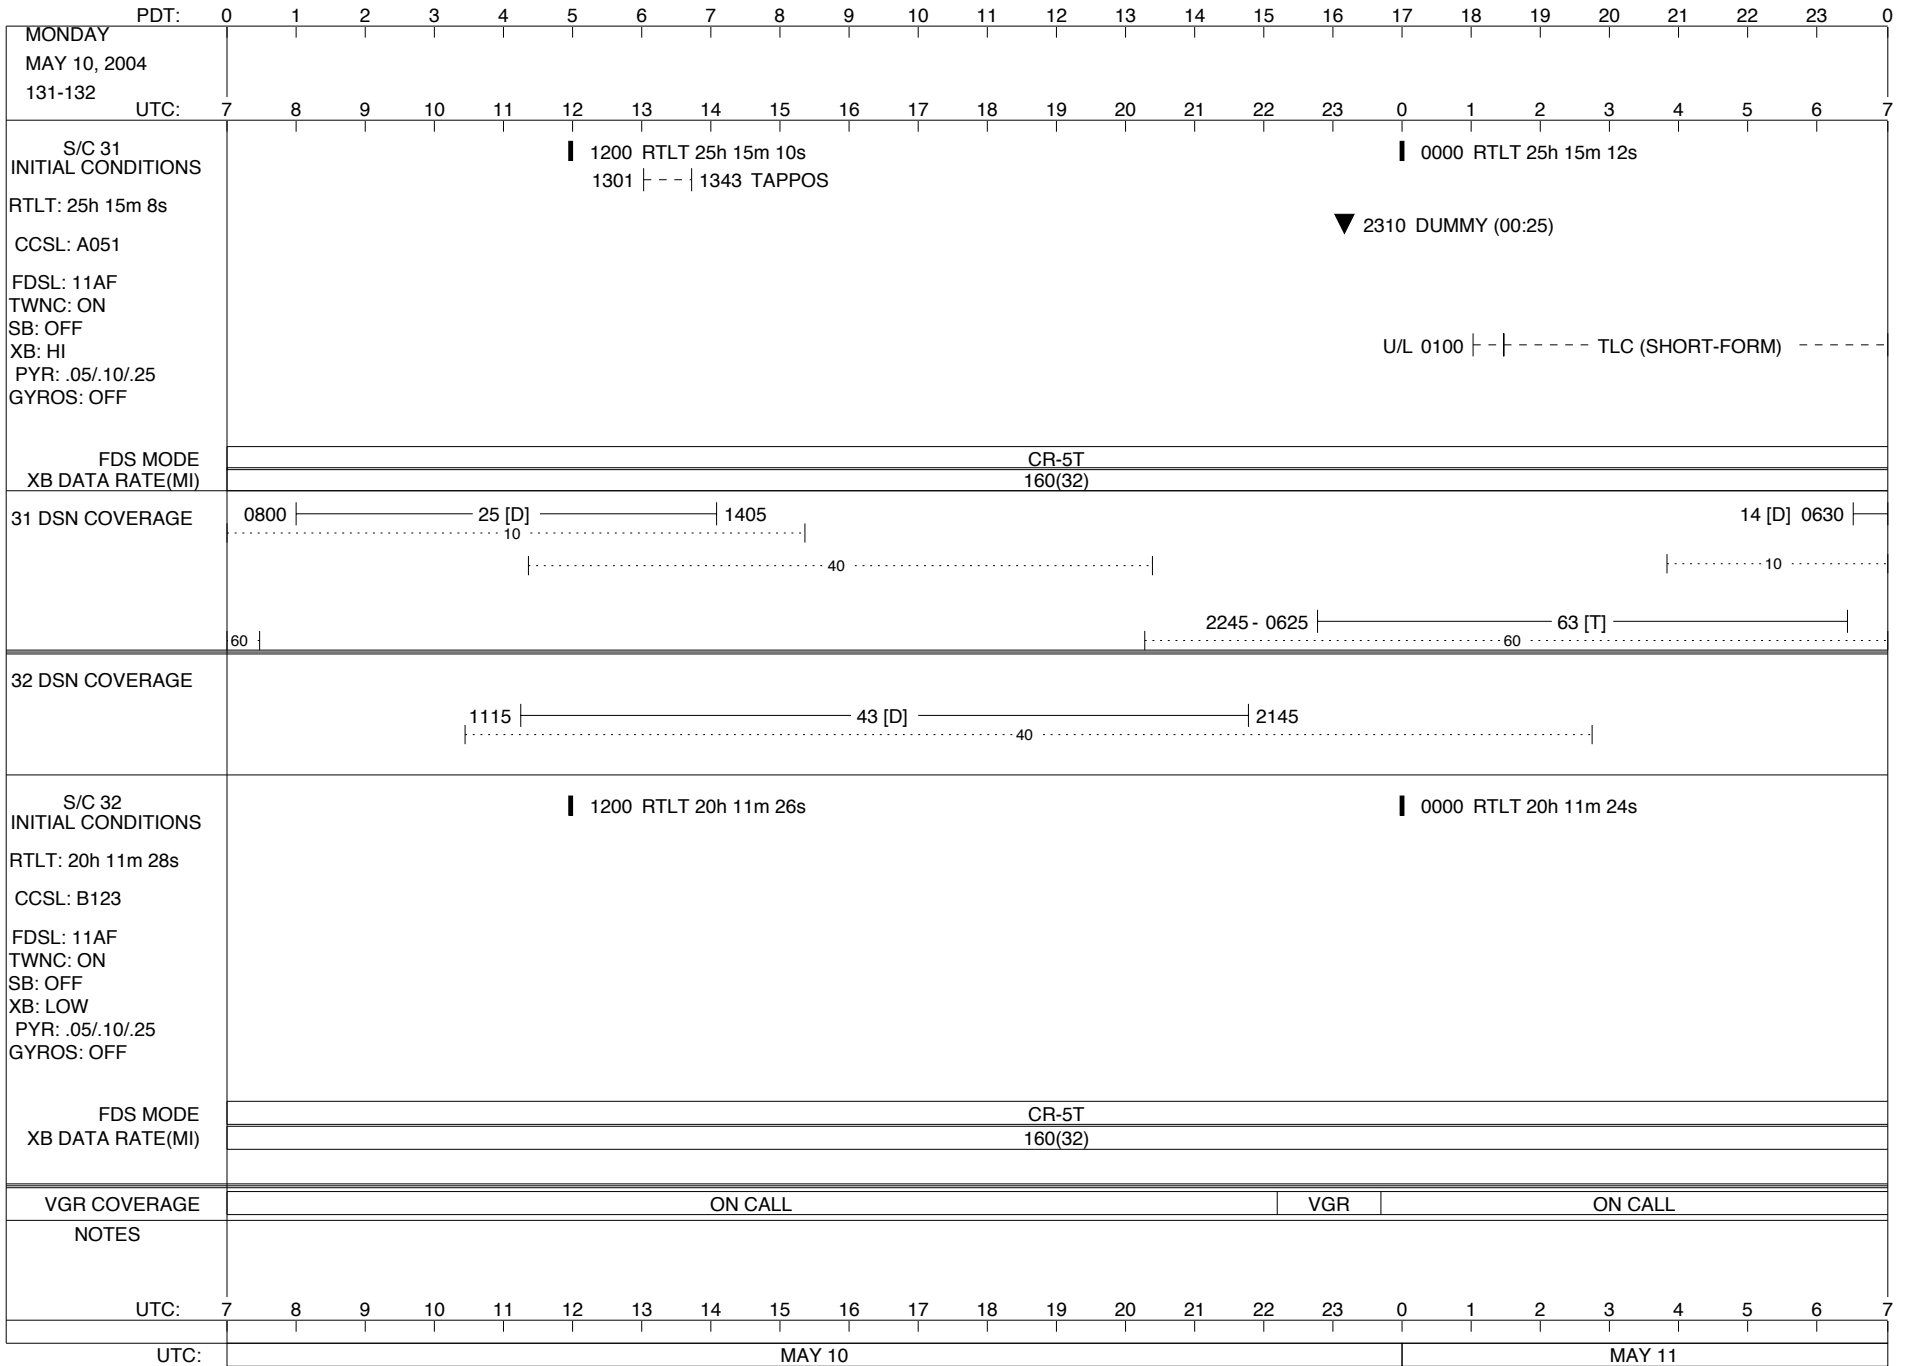 PDT: 0 1 2 3 4 5 6 7 8 9 10 11 12 13 14 15 16 17 18 19 20 21 22 23 0
MONDAY
MAY 10, 2004
131-132
UTC: 7 8 9 10 11 12 13 14 15 16 17 18 19 20 21 22 23 0 1 2 3 4 5 6 7
S/C 31
INITIAL CONDITIONS
1200 RTLT 25h 15m 10s
0000 RTLT 25h 15m 12s
1301 1343 TAPPOS
RTLT: 25h 15m 8s
2310 DUMMY (00:25)
CCSL: A051
FDSL: 11AF
TWNC: ON
SB: OFF
XB: HI
U/L 0100 TLC (SHORT-FORM)
PYR: .05/.10/.25
GYROS: OFF
FDS MODE CR-5T
XB DATA RATE(MI) 160(32)
31 DSN COVERAGE 0800 25 [D] 1405 14 [D] 0630
10
40 10
2245 - 0625 63 [T]
60 60
32 DSN COVERAGE
1115 43 [D] 2145
40
S/C 32
INITIAL CONDITIONS
1200 RTLT 20h 11m 26s
0000 RTLT 20h 11m 24s
RTLT: 20h 11m 28s
CCSL: B123
FDSL: 11AF
TWNC: ON
SB: OFF
XB: LOW
PYR: .05/.10/.25
GYROS: OFF
FDS MODE CR-5T
XB DATA RATE(MI) 160(32)
VGR COVERAGE ON CALL VGR ON CALL
NOTES
UTC: 7 8 9 10 11 12 13 14 15 16 17 18 19 20 21 22 23 0 1 2 3 4 5 6 7
UTC: MAY 10 MAY 11